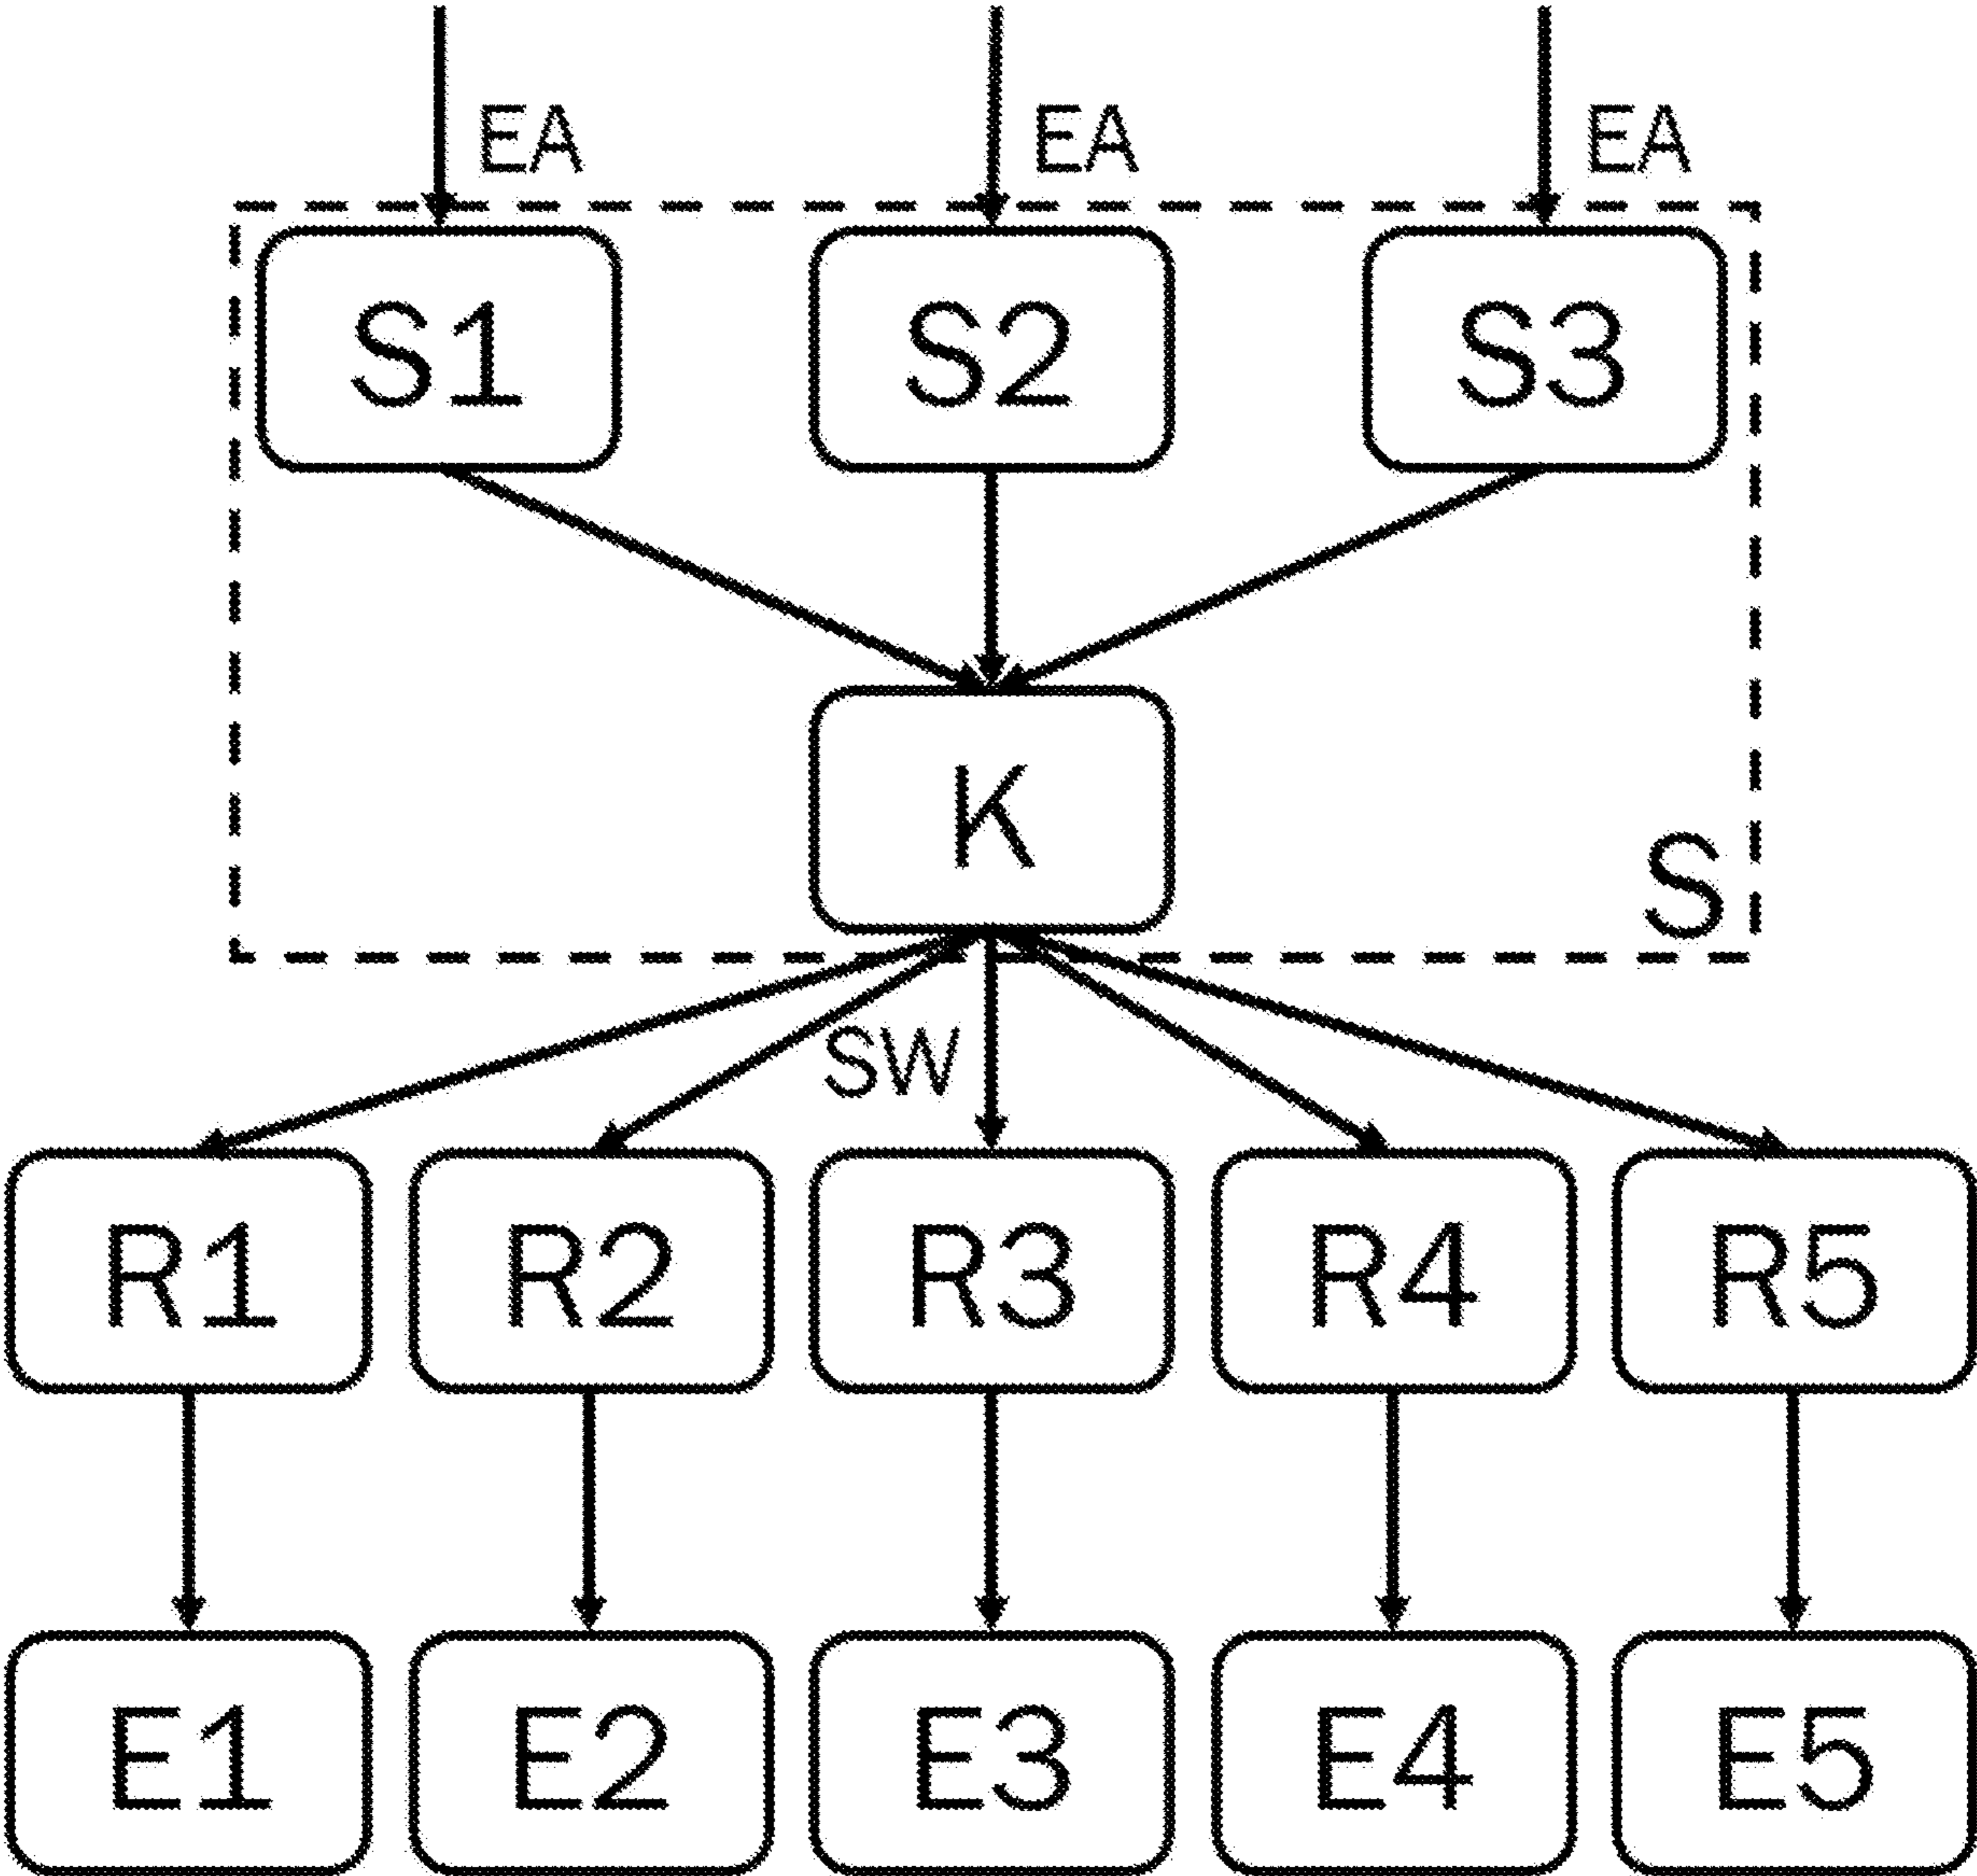 EA EA EA
S1 S2 S3
K
S
SW
R1 R2 R3 R4 R5
E1 E2 E3 E4 E5